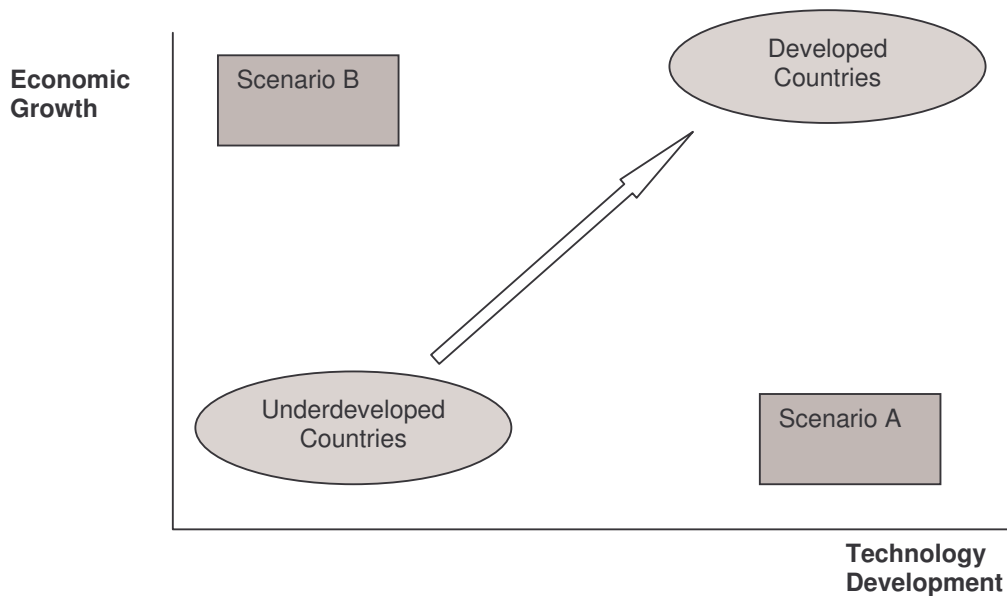 Economic
Growth
Scenario B
Developed
Countries
Underdeveloped
Countries
Scenario A
Technology
Development